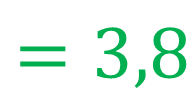 = 3,8